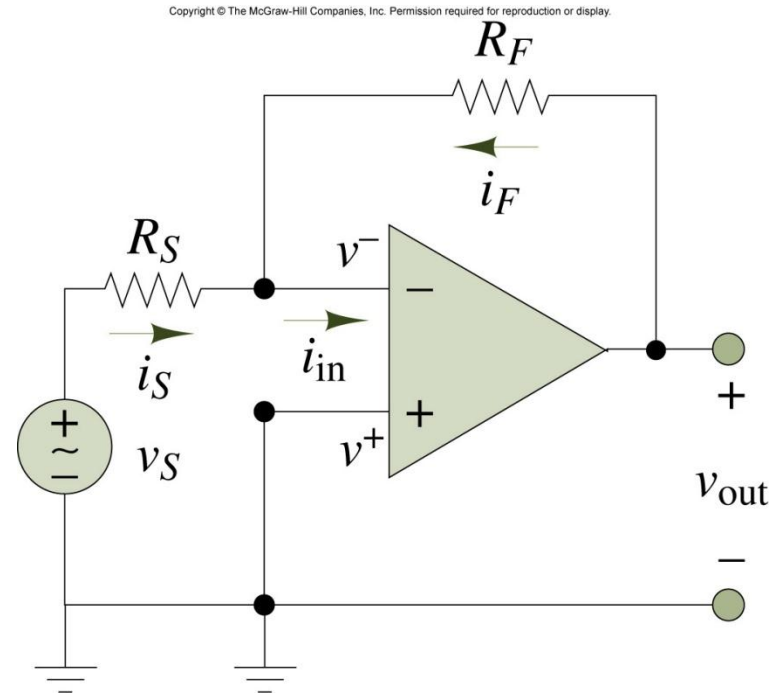 Copyright © The McGraw-Hill Companies, Inc. Permission required for reproduction or display.
R_F
i_F
R_S
v^−
−
i_S
i_in
+
~
−
v_S
+
v^+
+
v_out
−